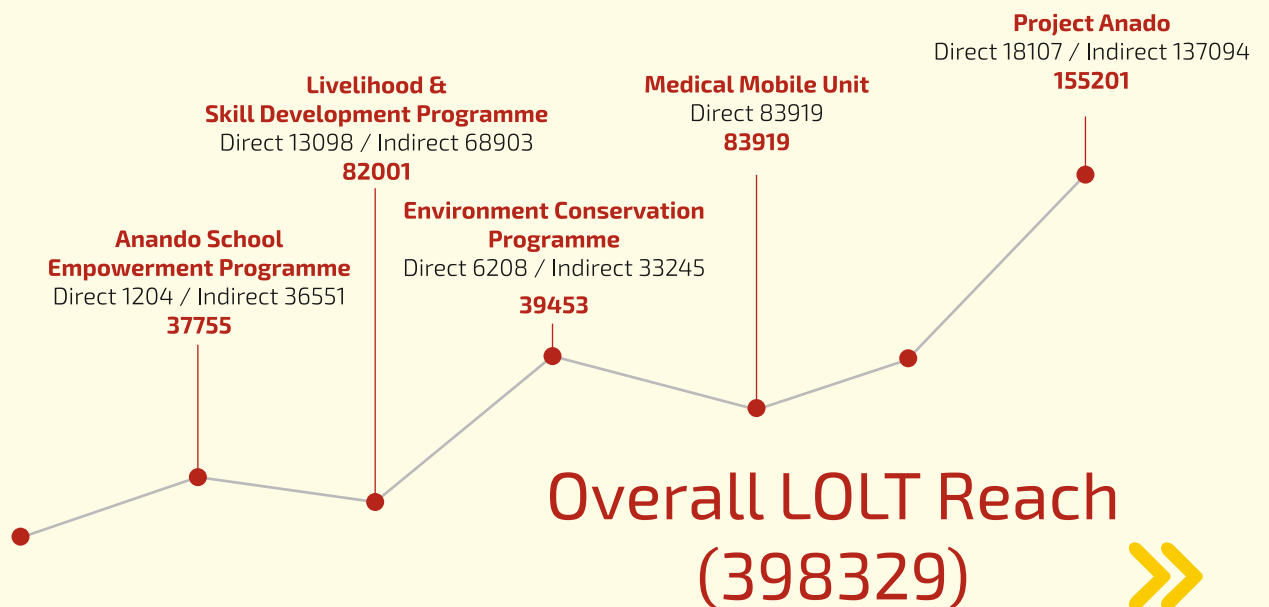 Anando School
Empowerment Programme
Direct 1204 / Indirect 36551
37755
Livelihood &
Skill Development Programme
Direct 13098 / Indirect 68903
82001
Environment Conservation
Programme
Direct 6208 / Indirect 33245
39453
Medical Mobile Unit
Direct 83919
83919
Project Anado
Direct 18107 / Indirect 137094
155201
Overall LOLT Reach
(398329)